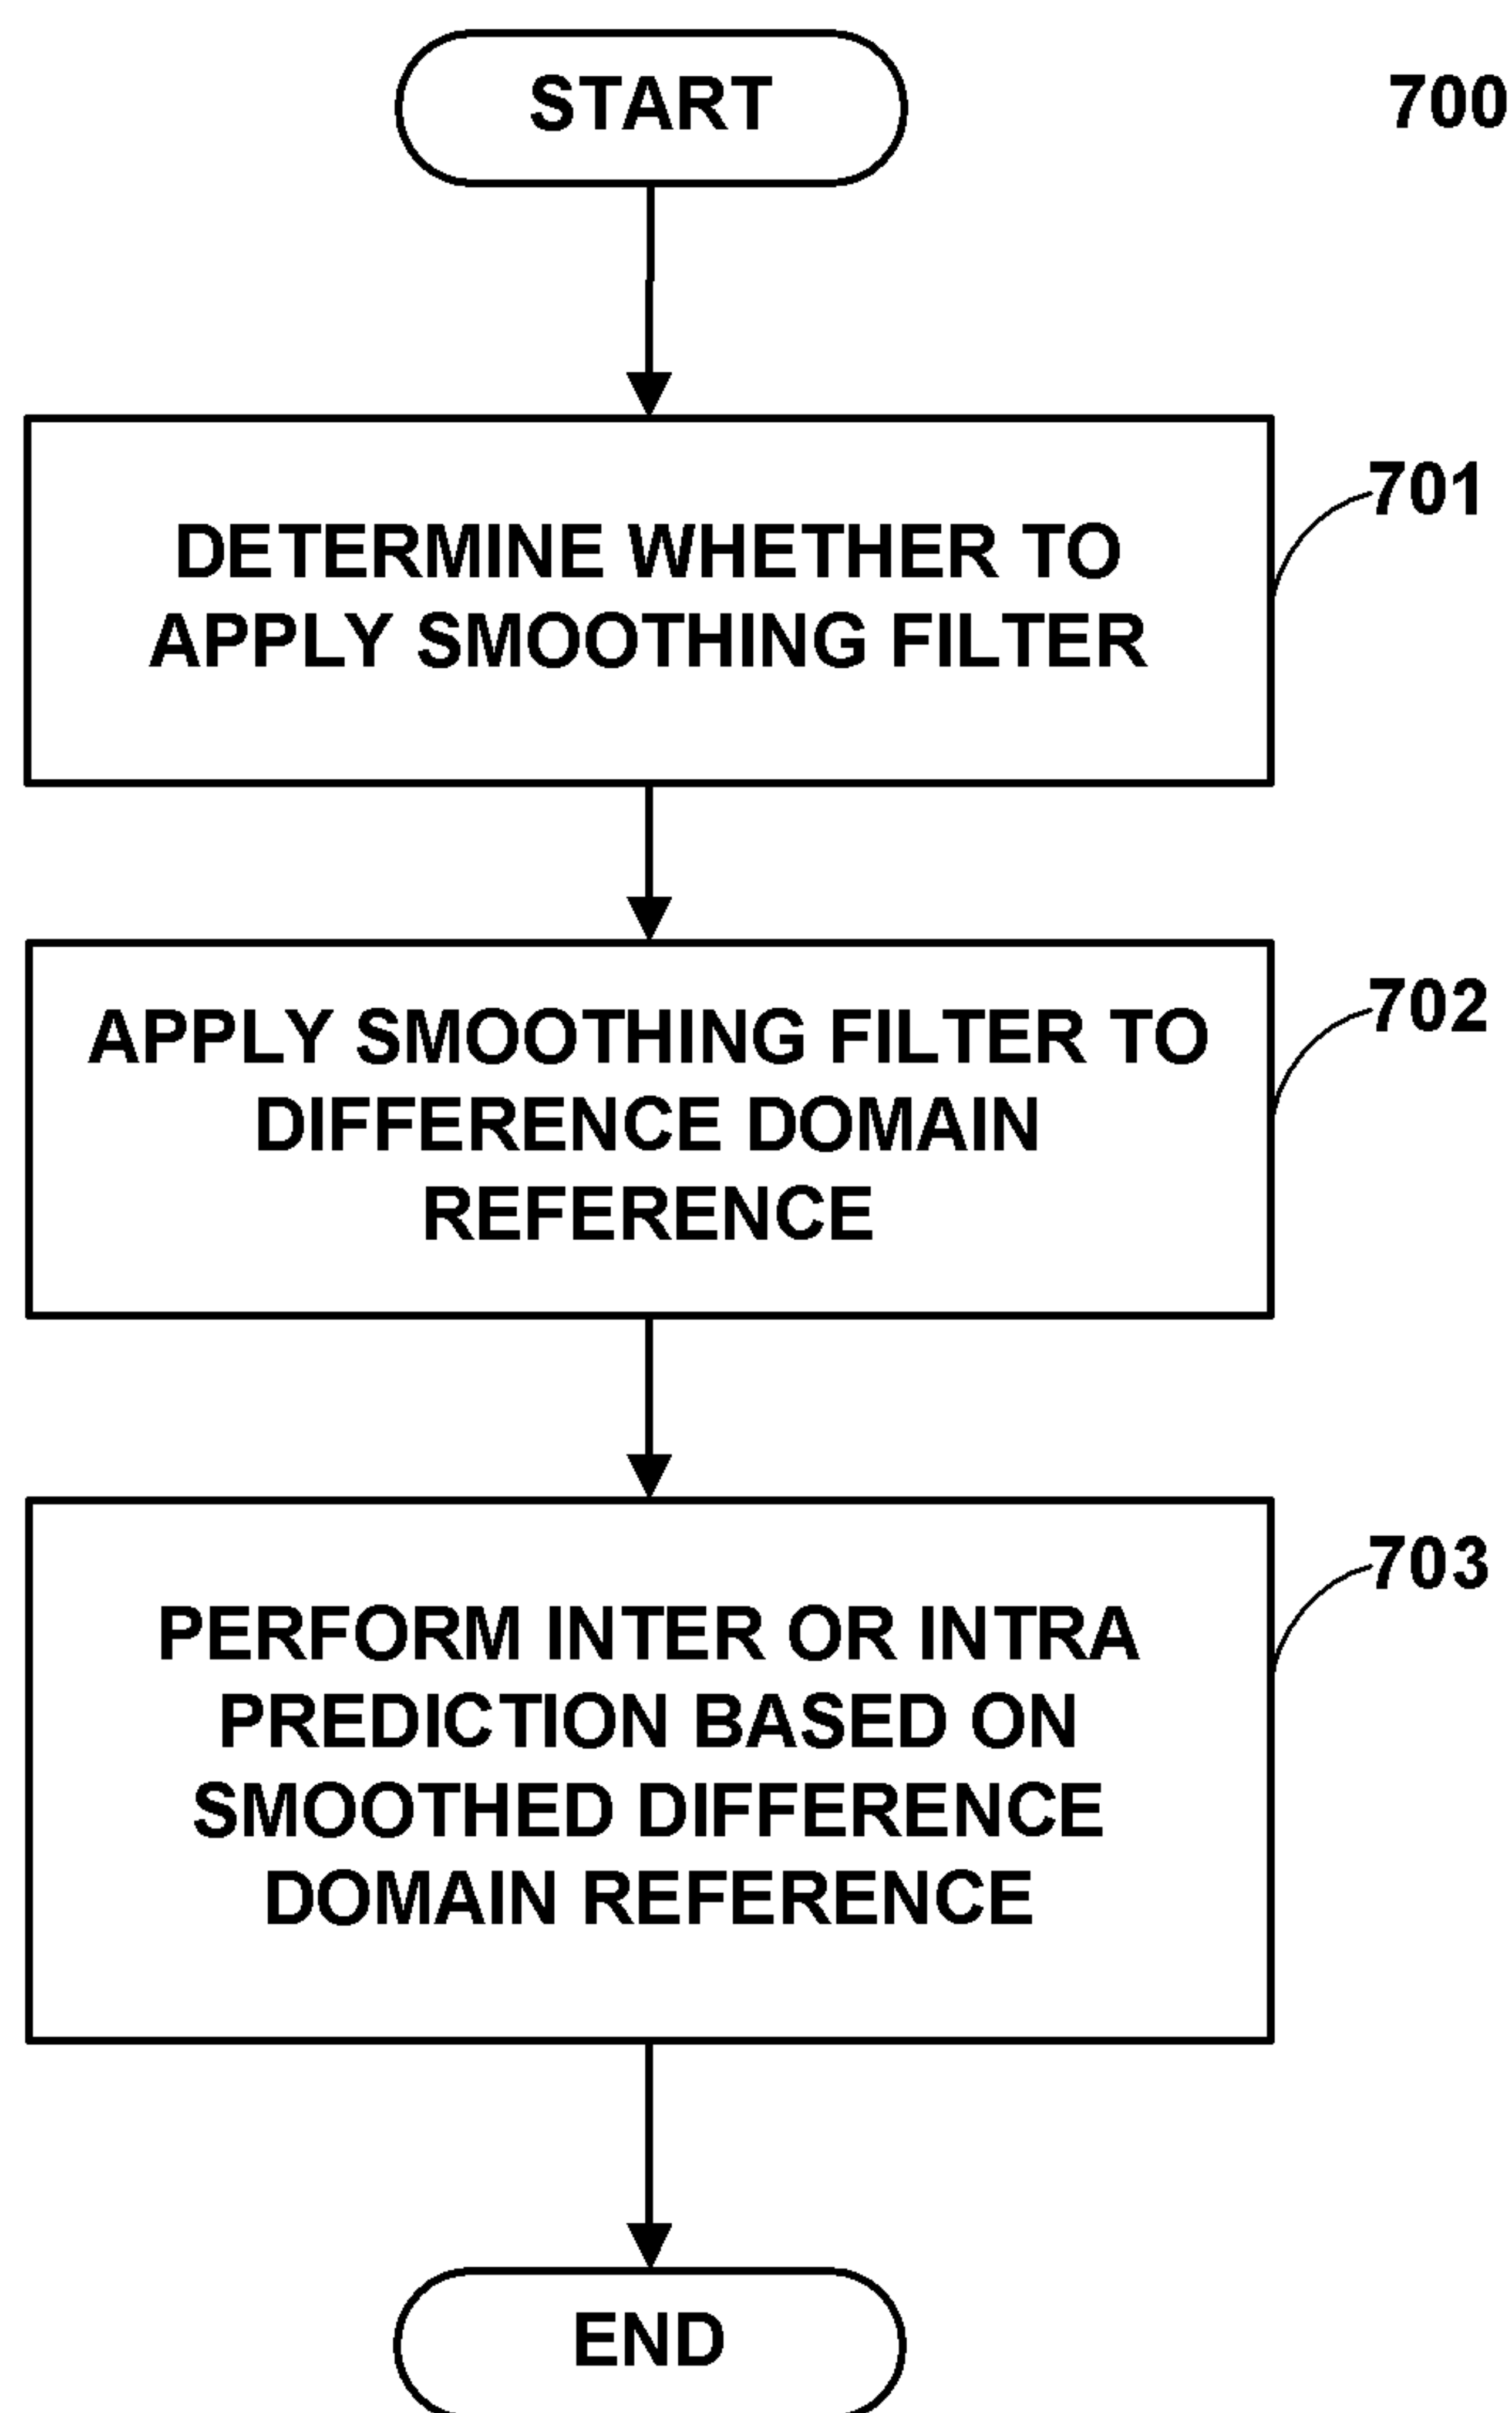 START
700
DETERMINE WHETHER TO
APPLY SMOOTHING FILTER
701
APPLY SMOOTHING FILTER TO
DIFFERENCE DOMAIN
REFERENCE
702
PERFORM INTER OR INTRA
PREDICTION BASED ON
SMOOTHED DIFFERENCE
DOMAIN REFERENCE
703
END